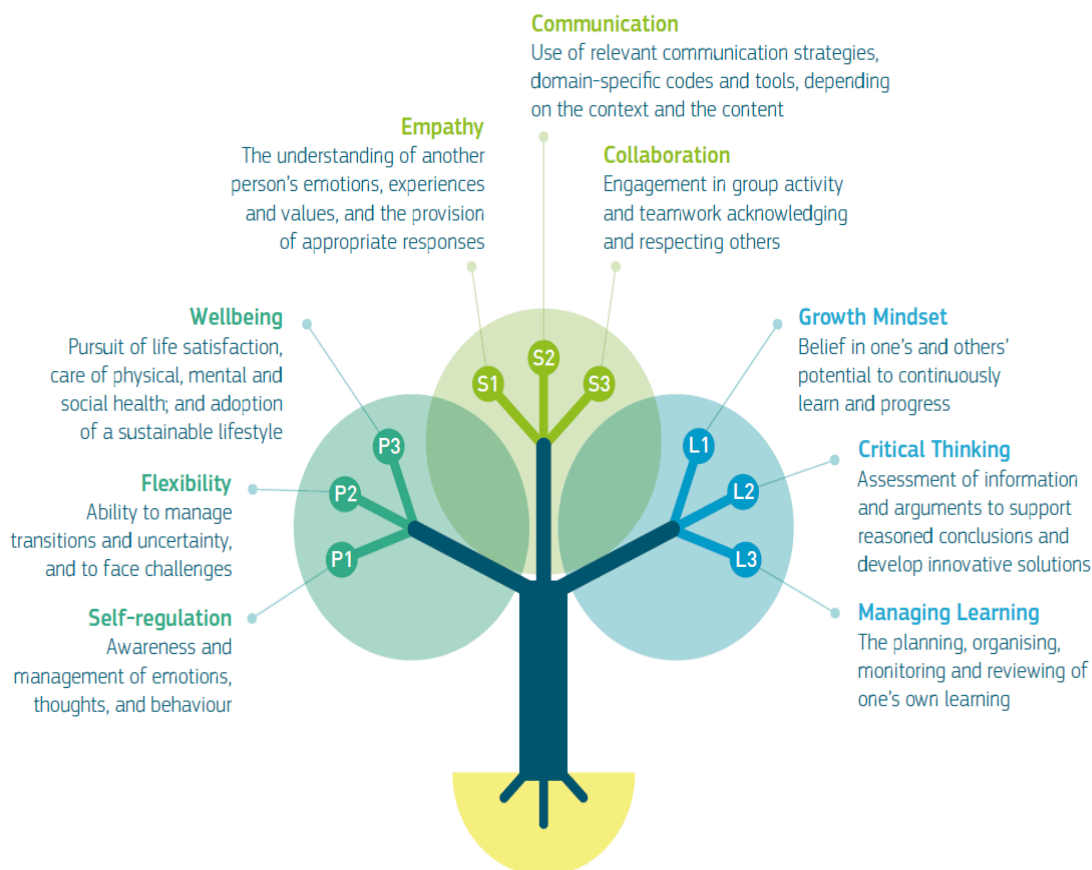 Communication
Use of relevant communication strategies,
domain-specific codes and tools, depending
on the context and the content
Empathy
The understanding of another
person's emotions, experiences
and values, and the provision
of appropriate responses
Collaboration
Engagement in group activity
and teamwork acknowledging
and respecting others
Wellbeing
Pursuit of life satisfaction,
care of physical, mental and
social health; and adoption
of a sustainable lifestyle
Flexibility
Ability to manage
transitions and uncertainty,
and to face challenges
Self-regulation
Awareness and
management of emotions,
thoughts, and behaviour
P3
P2
P1
S1
S2
S3
L1
L2
L3
Growth Mindset
Belief in one's and others'
potential to continuously
learn and progress
Critical Thinking
Assessment of information
and arguments to support
reasoned conclusions and
develop innovative solutions
Managing Learning
The planning, organising,
monitoring and reviewing of
one's own learning